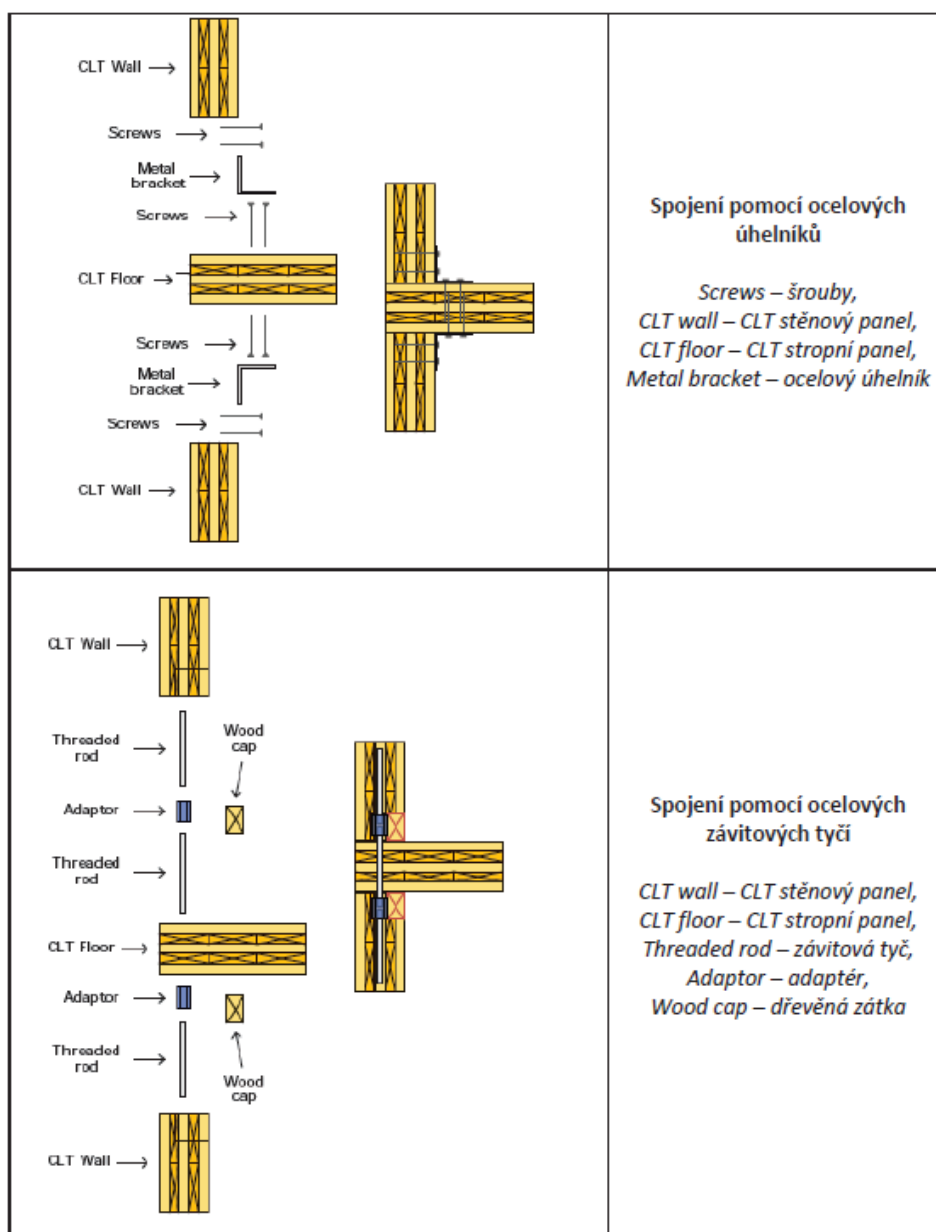 CLT Wall
Screws
Metal
bracket
Screws
CLT Floor
Screws
Metal
bracket
Screws
CLT Wall
Spojení pomocí ocelových
úhelníků
Screws – šrouby,
CLT wall – CLT stěnový panel,
CLT floor – CLT stropní panel,
Metal bracket – ocelový úhelník
CLT Wall
Threaded
rod
Wood
cap
Adaptor
Threaded
rod
CLT Floor
Adaptor
Threaded
rod
Wood
cap
CLT Wall
Spojení pomocí ocelových
závitových tyčí
CLT wall – CLT stěnový panel,
CLT floor – CLT stropní panel,
Threaded rod – závitová tyč,
Adaptor – adaptér,
Wood cap – dřevěná zátka